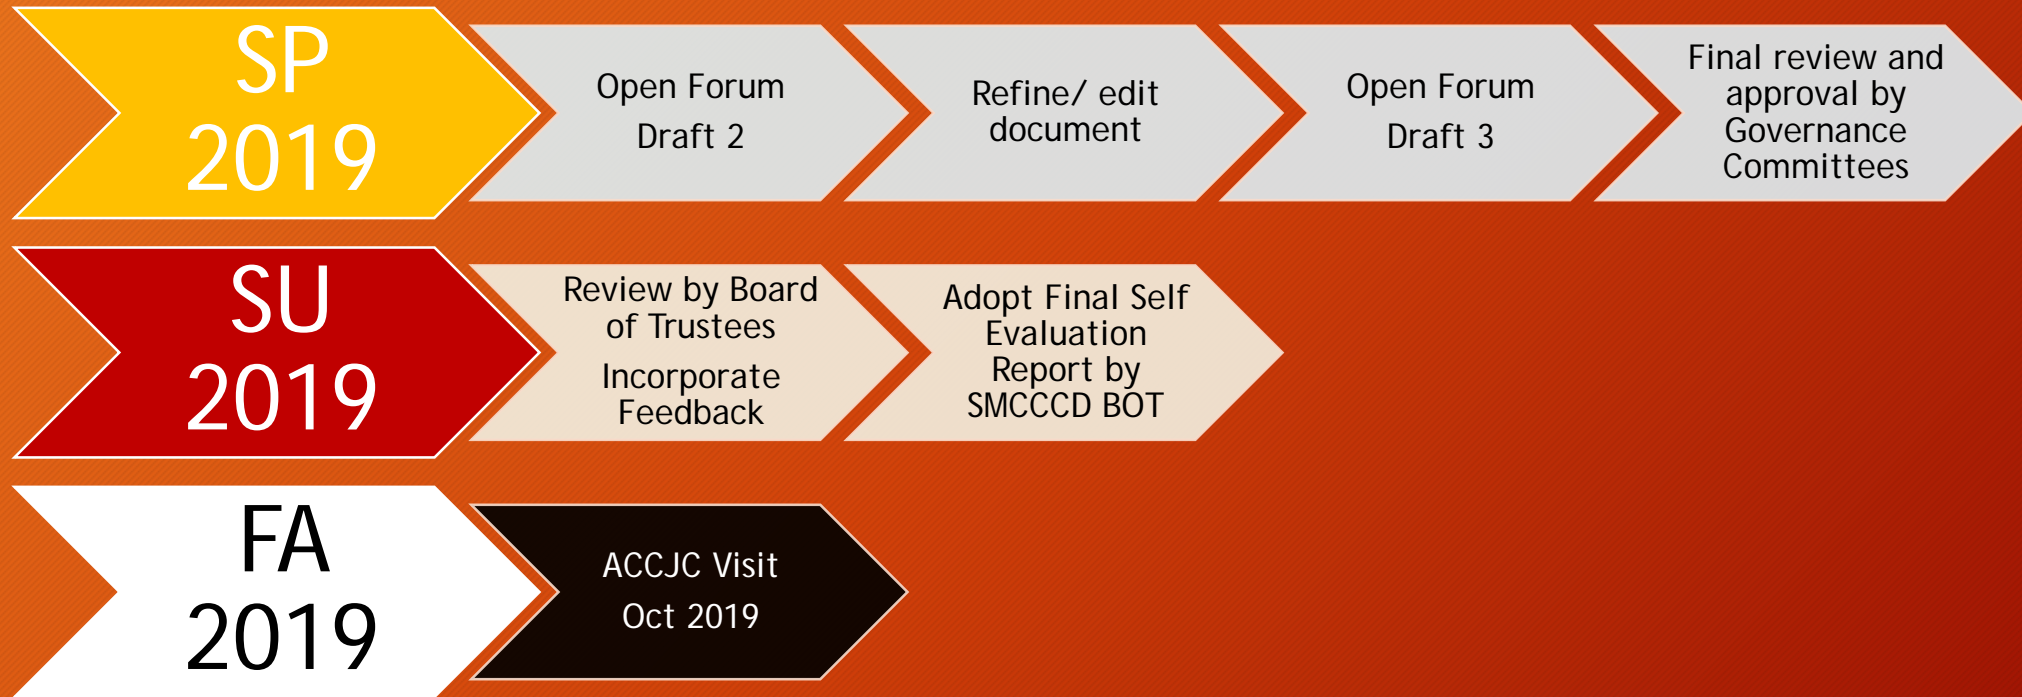 SP
2019
Open Forum
Draft 2
Refine/ edit
document
Open Forum
Draft 3
Final review and
approval by
Governance
Committees
SU
2019
Review by Board
of Trustees
Incorporate
Feedback
Adopt Final Self
Evaluation
Report by
SMCCCD BOT
FA
2019
ACCJC Visit
Oct 2019